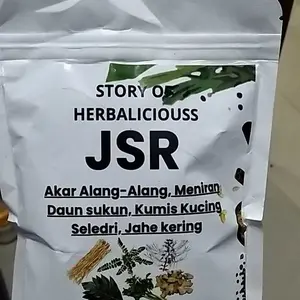 STORY OF
HERBALICIOUSS
JSR
Akar Alang-Alang, Meniran,
Daun sukun, Kumis Kucing
Seledri, Jahe kering